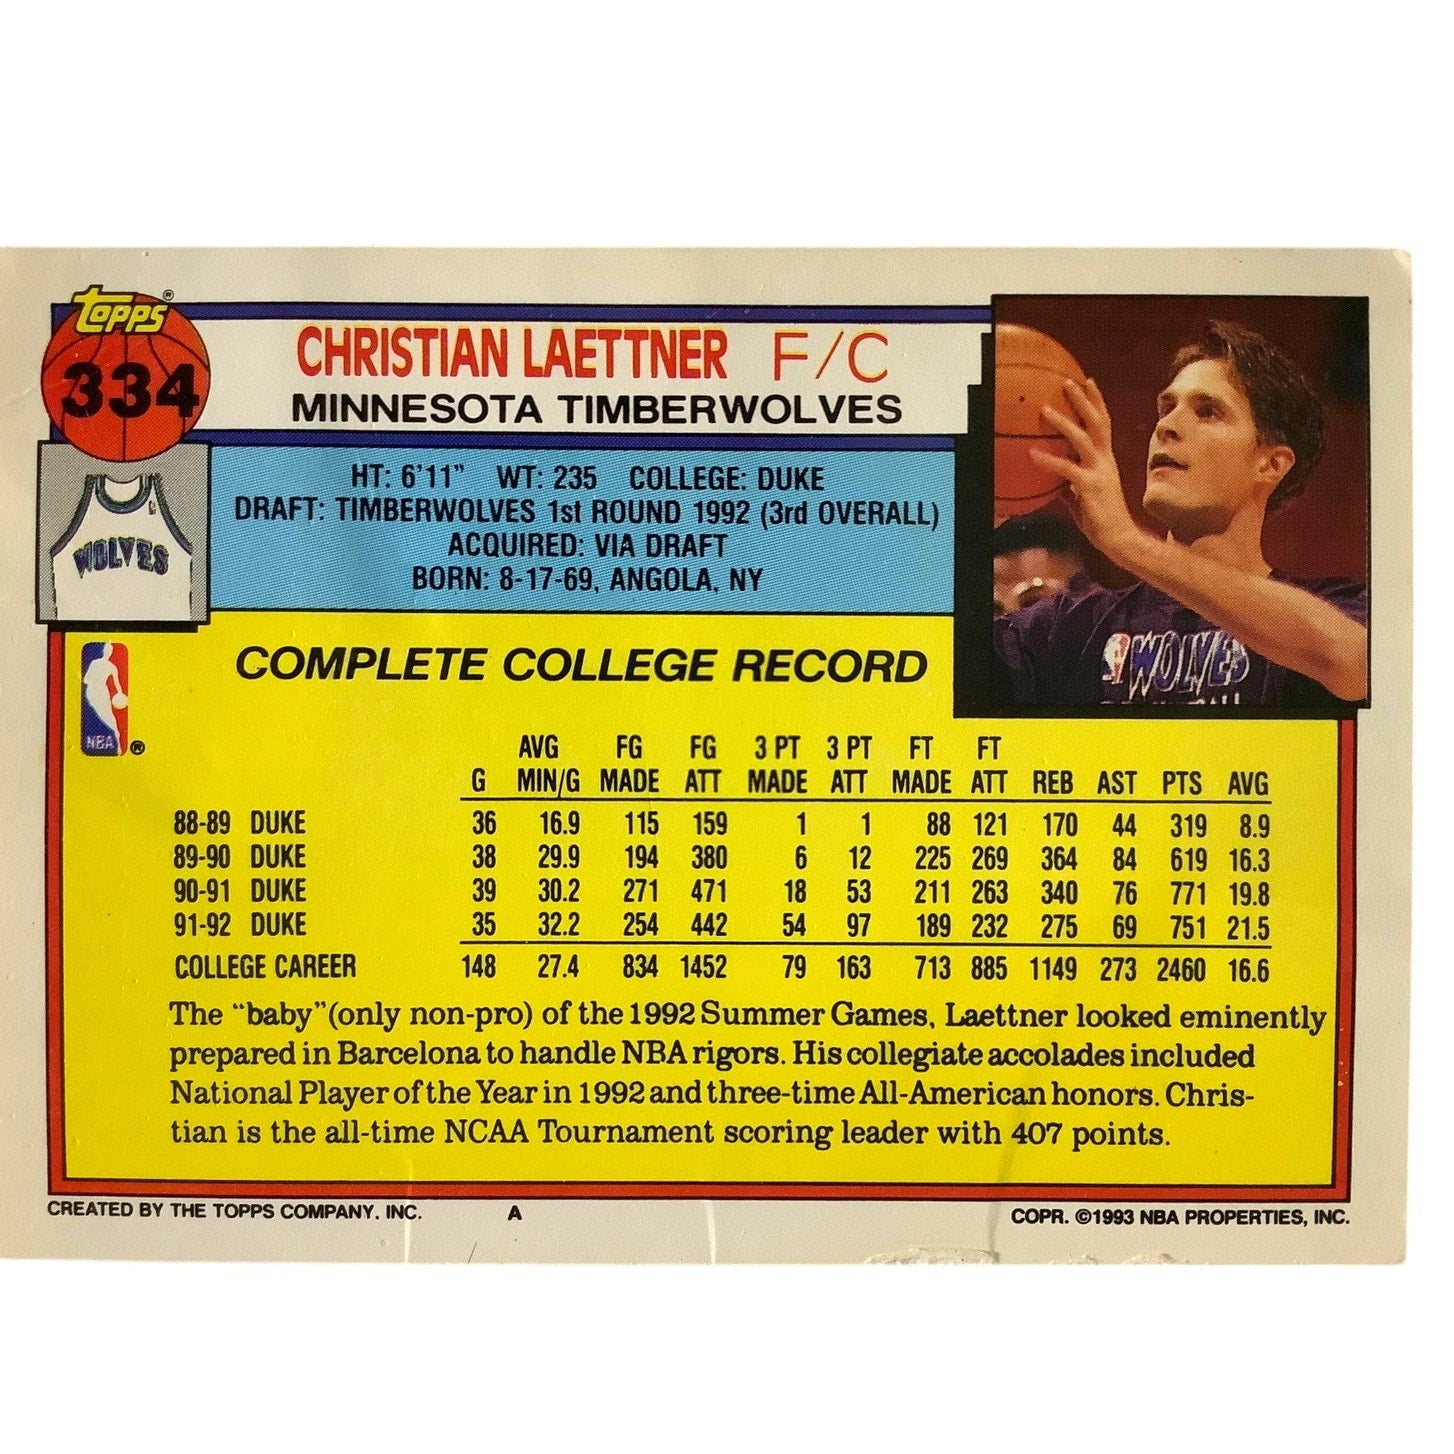 Topps®
334
CHRISTIAN LAETTNER F/C
MINNESOTA TIMBERWOLVES
WOLVES
HT: 6'11" WT: 235 COLLEGE: DUKE
DRAFT: TIMBERWOLVES 1st ROUND 1992 (3rd OVERALL)
ACQUIRED: VIA DRAFT
BORN: 8-17-69, ANGOLA, NY
WOLVES
NBA ®
COMPLETE COLLEGE RECORD
AVG FG FG 3 PT 3 PT FT FT
G MIN/G MADE ATT MADE ATT MADE ATT REB AST PTS AVG
88-89 DUKE 36 16.9 115 159 1 1 88 121 170 44 319 8.9
89-90 DUKE 38 29.9 194 380 6 12 225 269 364 84 619 16.3
90-91 DUKE 39 30.2 271 471 18 53 211 263 340 76 771 19.8
91-92 DUKE 35 32.2 254 442 54 97 189 232 275 69 751 21.5
COLLEGE CAREER 148 27.4 834 1452 79 163 713 885 1149 273 2460 16.6
The "baby"(only non-pro) of the 1992 Summer Games, Laettner looked eminently
prepared in Barcelona to handle NBA rigors. His collegiate accolades included
National Player of the Year in 1992 and three-time All-American honors. Chris-
tian is the all-time NCAA Tournament scoring leader with 407 points.
CREATED BY THE TOPPS COMPANY, INC. A COPR. ©1993 NBA PROPERTIES, INC.